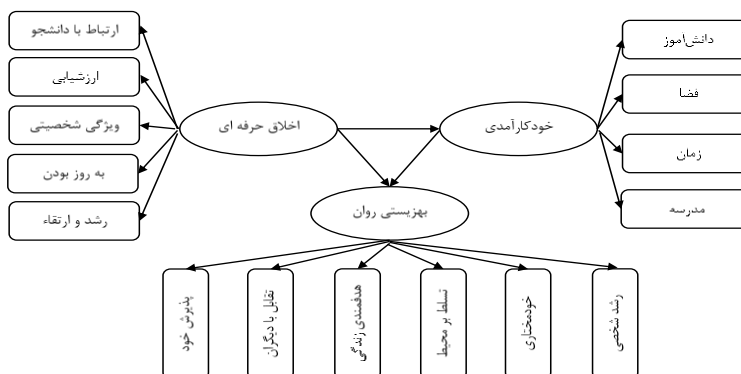 دانش‌آموز
فضا
زمان
مدرسه
خودکارآمدی
اخلاق حرفه ای
ارتباط با دانشجو
ارزشیابی
ویژگی شخصیتی
به روز بودن
رشد و ارتقاء
بهزیستی روان
رشد شخصی
خودمختاری
تسلط بر محیط
هدفمندی زندگی
تقابل با دیگران
پذیرش خود